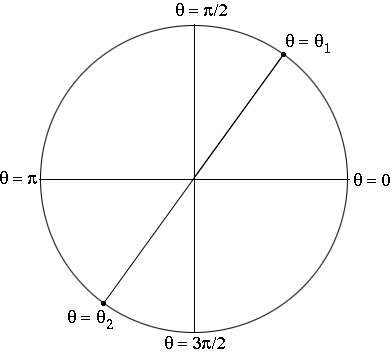 θ = π/2
θ = θ₁
θ = π
θ = 0
θ = θ₂
θ = 3π/2